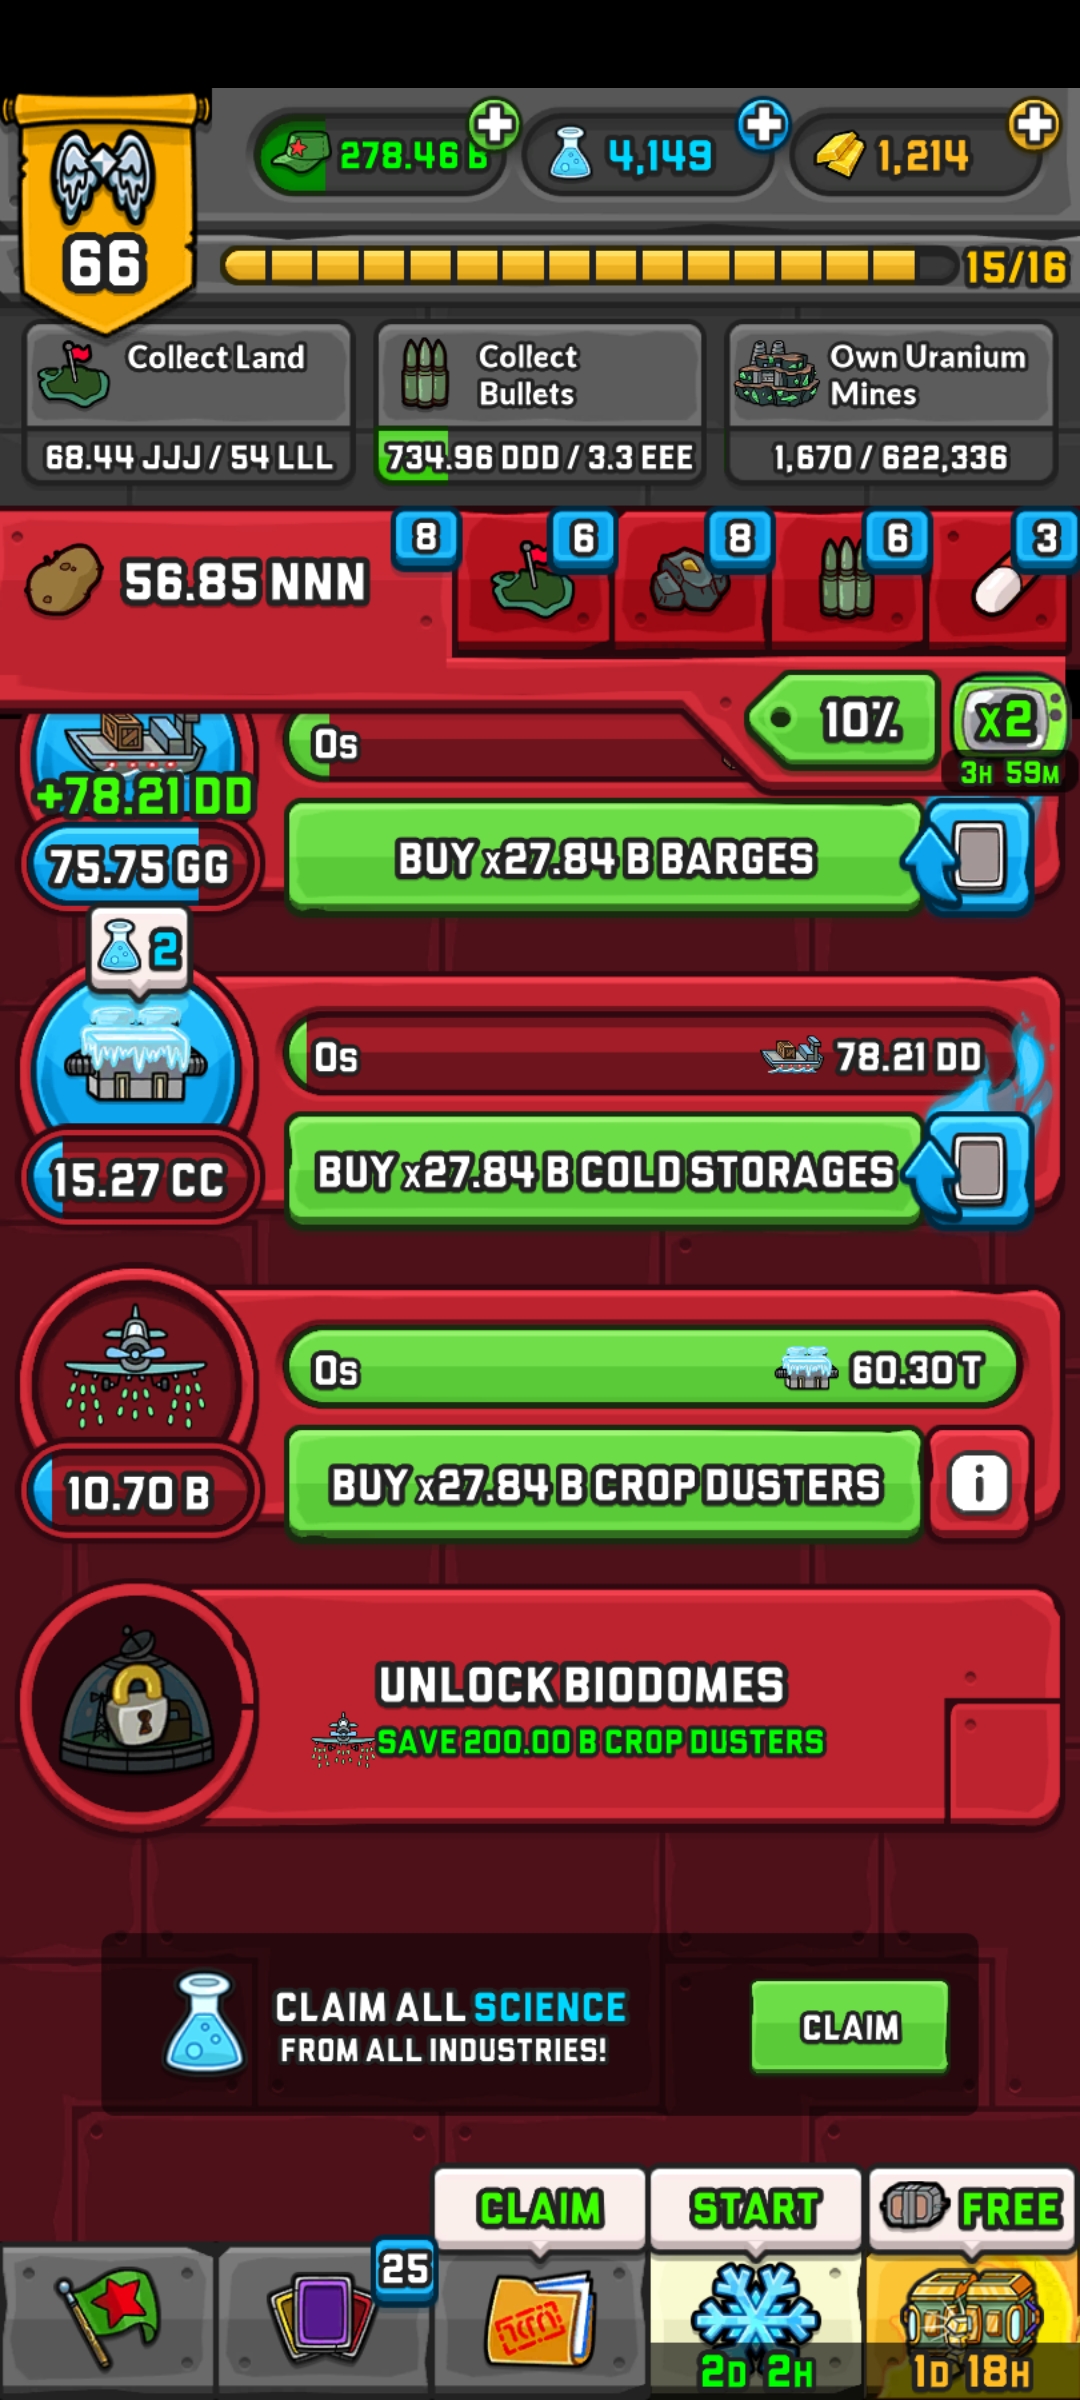 278.46 B
4,149
1,214
66
15/16
Collect Land
68.44 JJJ / 54 LLL
Collect
Bullets
734.96 DDD / 3.3 EEE
Own Uranium
Mines
1,670 / 622,336
56.85 NNN
8
6
8
6
3
10%
x2
3H 59M
0s
+78.21 DD
75.75 GG
BUY x27.84 B BARGES
2
0s
78.21 DD
15.27 CC
BUY x27.84 B COLD STORAGES
0s
60.30 T
10.70 B
BUY x27.84 B CROP DUSTERS
i
UNLOCK BIODOMES
SAVE 200.00 B CROP DUSTERS
CLAIM ALL SCIENCE
FROM ALL INDUSTRIES!
CLAIM
CLAIM
START
FREE
25
2D 2H
1D 18H